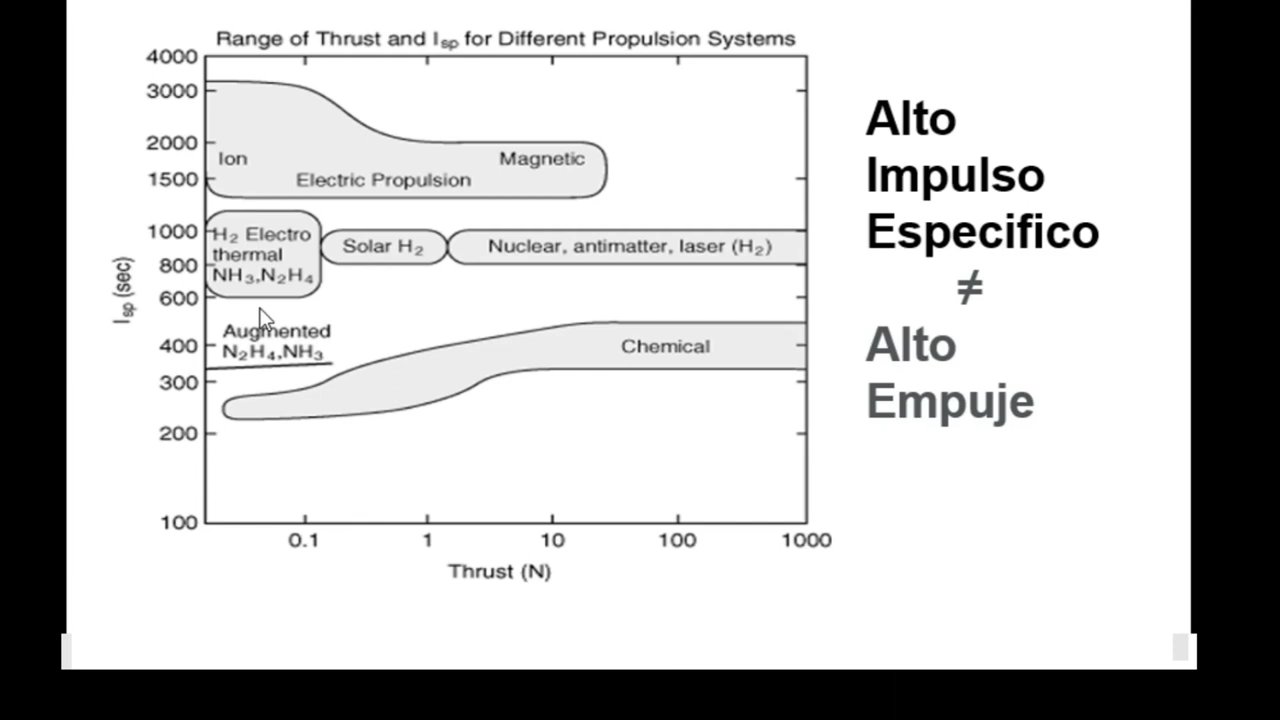 Range of Thrust and Isp for Different Propulsion Systems
4000
3000
2000
1500
1000
800
600
400
300
200
100
Isp (sec)
Ion
Magnetic
Electric Propulsion
H2 Electro
thermal
NH3,N2H4
Solar H2
Nuclear, antimatter, laser (H2)
Augmented
N2H4,NH3
Chemical
0.1
1
10
100
1000
Thrust (N)
Alto
Impulso
Especifico
≠
Alto
Empuje